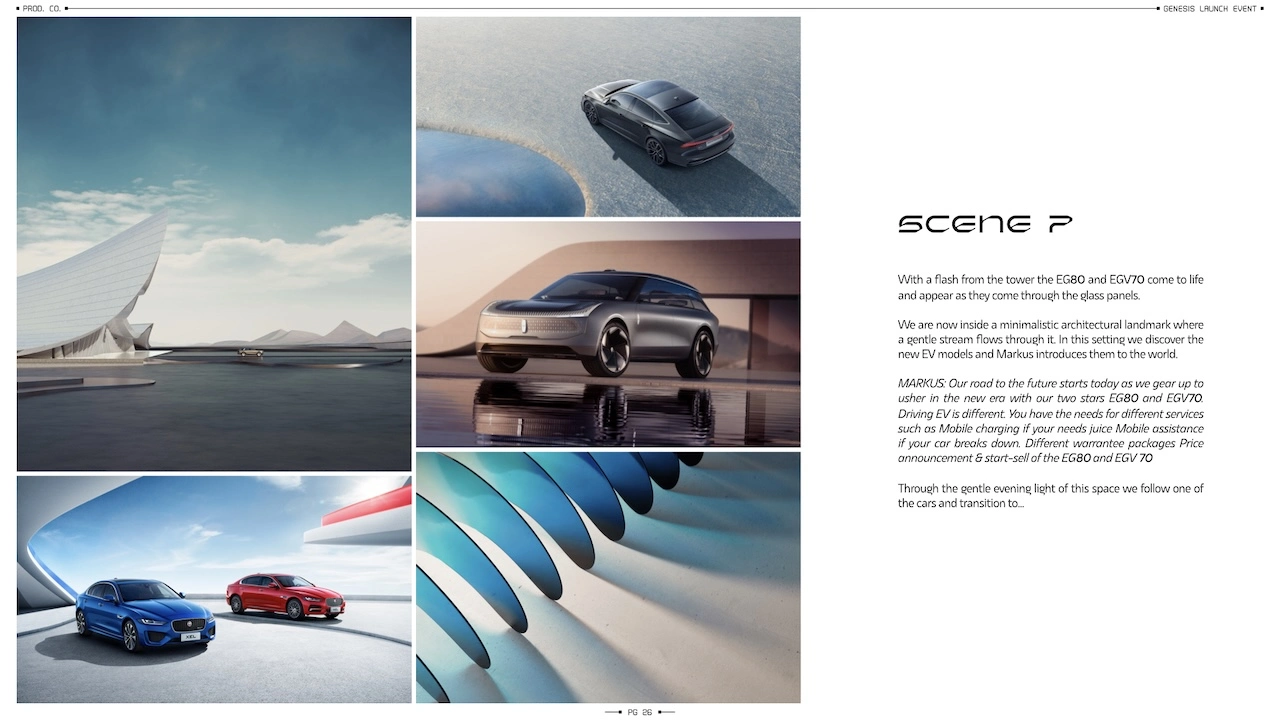 PROD. CO.
GENESIS LAUNCH EVENT
XEL
SCENE 7
With a flash from the tower the EG80 and EGV70 come to life
and appear as they come through the glass panels.
We are now inside a minimalistic architectural landmark where
a gentle stream flows through it. In this setting we discover the
new EV models and Markus introduces them to the world.
MARKUS: Our road to the future starts today as we gear up to
usher in the new era with our two stars EG80 and EGV70.
Driving EV is different. You have the needs for different services
such as Mobile charging if your needs juice Mobile assistance
if your car breaks down. Different warrantee packages Price
announcement & start-sell of the EG80 and EGV 70
Through the gentle evening light of this space we follow one of
the cars and transition to...
PG 26